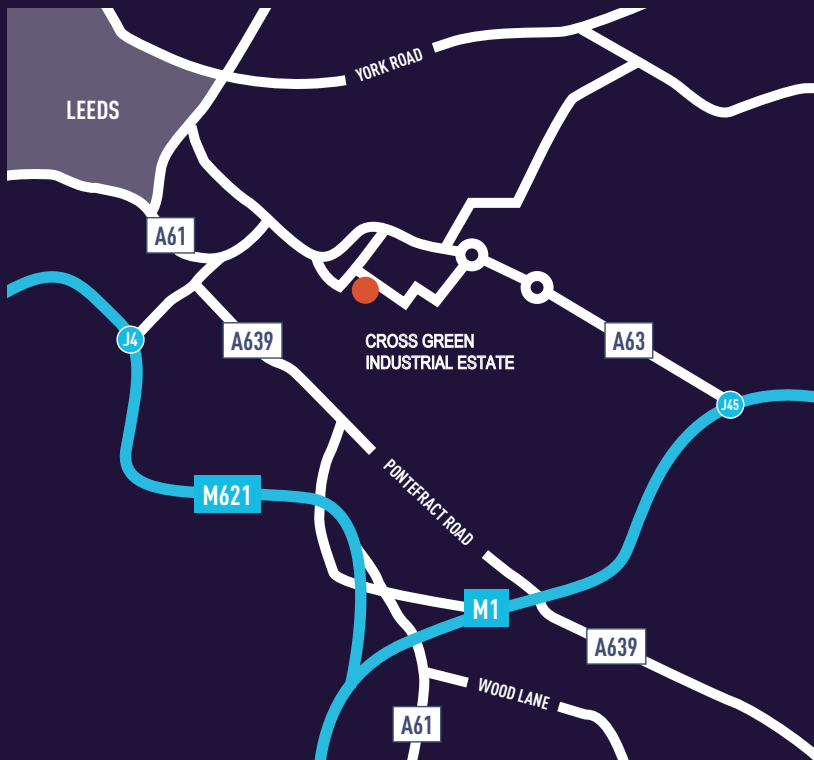 YORK ROAD
LEEDS
A61
J4
A639
CROSS GREEN
INDUSTRIAL ESTATE
A63
J45
M621
PONTEFRACT ROAD
M1
A639
WOOD LANE
A61